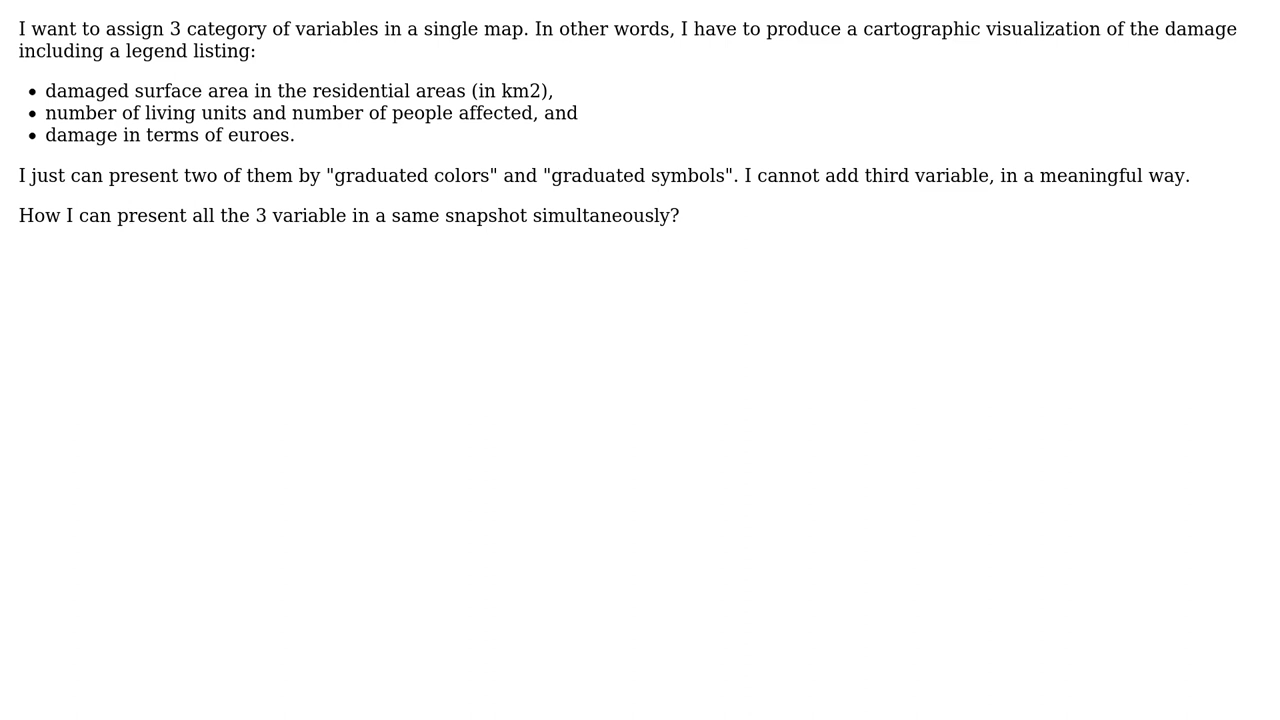 I want to assign 3 category of variables in a single map. In other words, I have to produce a cartographic visualization of the damage
including a legend listing:
• damaged surface area in the residential areas (in km2),
• number of living units and number of people affected, and
• damage in terms of euroes.
I just can present two of them by "graduated colors" and "graduated symbols". I cannot add third variable, in a meaningful way.
How I can present all the 3 variable in a same snapshot simultaneously?